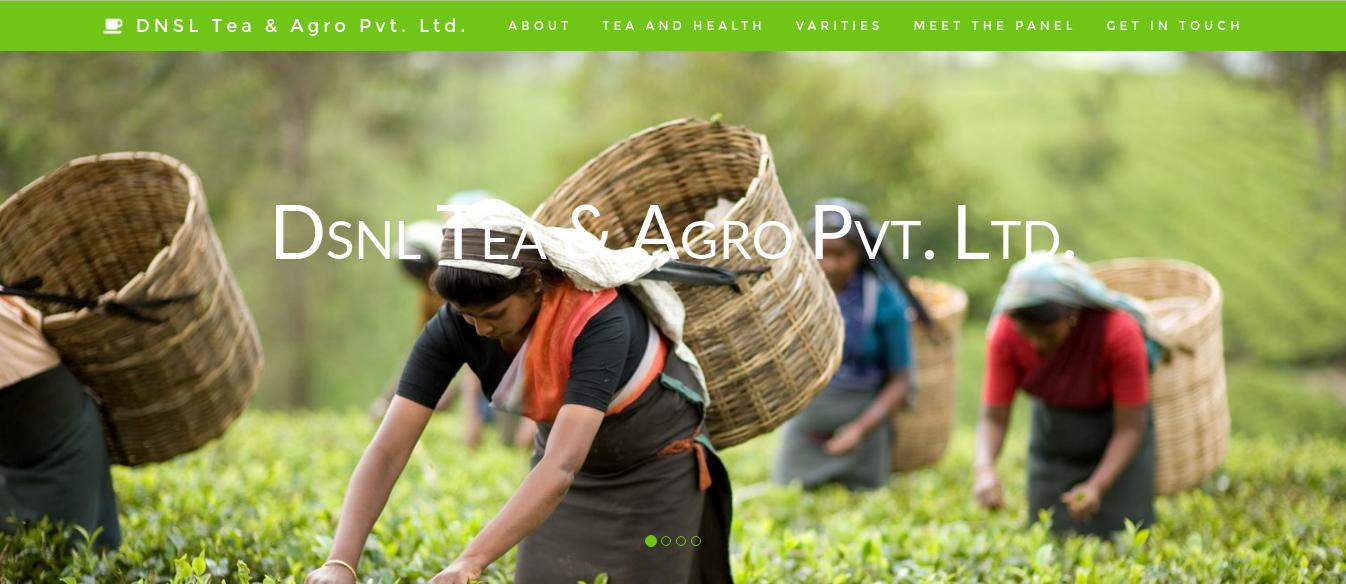 DNSL Tea & Agro Pvt. Ltd. ABOUT TEA AND HEALTH VARITIES MEET THE PANEL GET IN TOUCH
Dsnl Tea & Agro Pvt. Ltd.